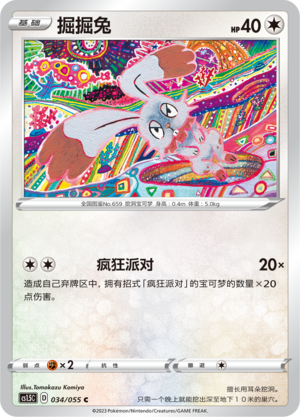 基础 掘掘兔 HP40
全国图鉴No.659 挖洞宝可梦 身高:0.4m 体重:5.0kg
疯狂派对 20×
造成自己弃牌区中,拥有招式「疯狂派对」的宝可梦的数量×20
点伤害。
弱点 ×2 抗性 撤退
Illus.Tomokazu Komiya
CS1.5C D 034/055 C
擅长用耳朵挖洞。
只需一个晚上就能挖出深至地下10米的巢穴。
©2023 Pokémon/Nintendo/Creatures/GAME FREAK.